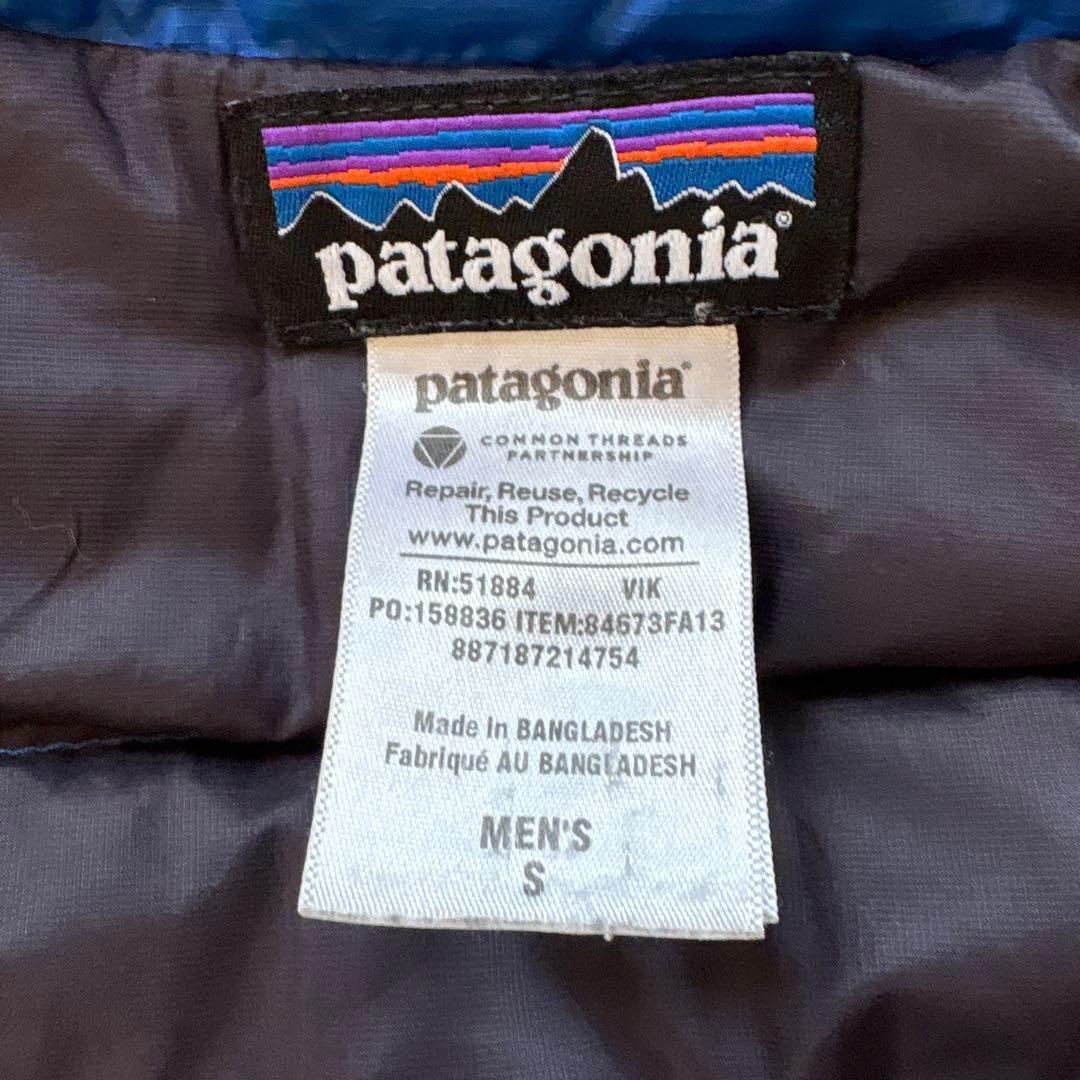 patagonia®
patagonia®
COMMON THREADS
PARTNERSHIP
Repair, Reuse, Recycle
This Product
www.patagonia.com
RN:51884 VIK
PO:158836 ITEM:84673FA13
887187214754
Made in BANGLADESH
Fabriqué AU BANGLADESH
MEN'S
S